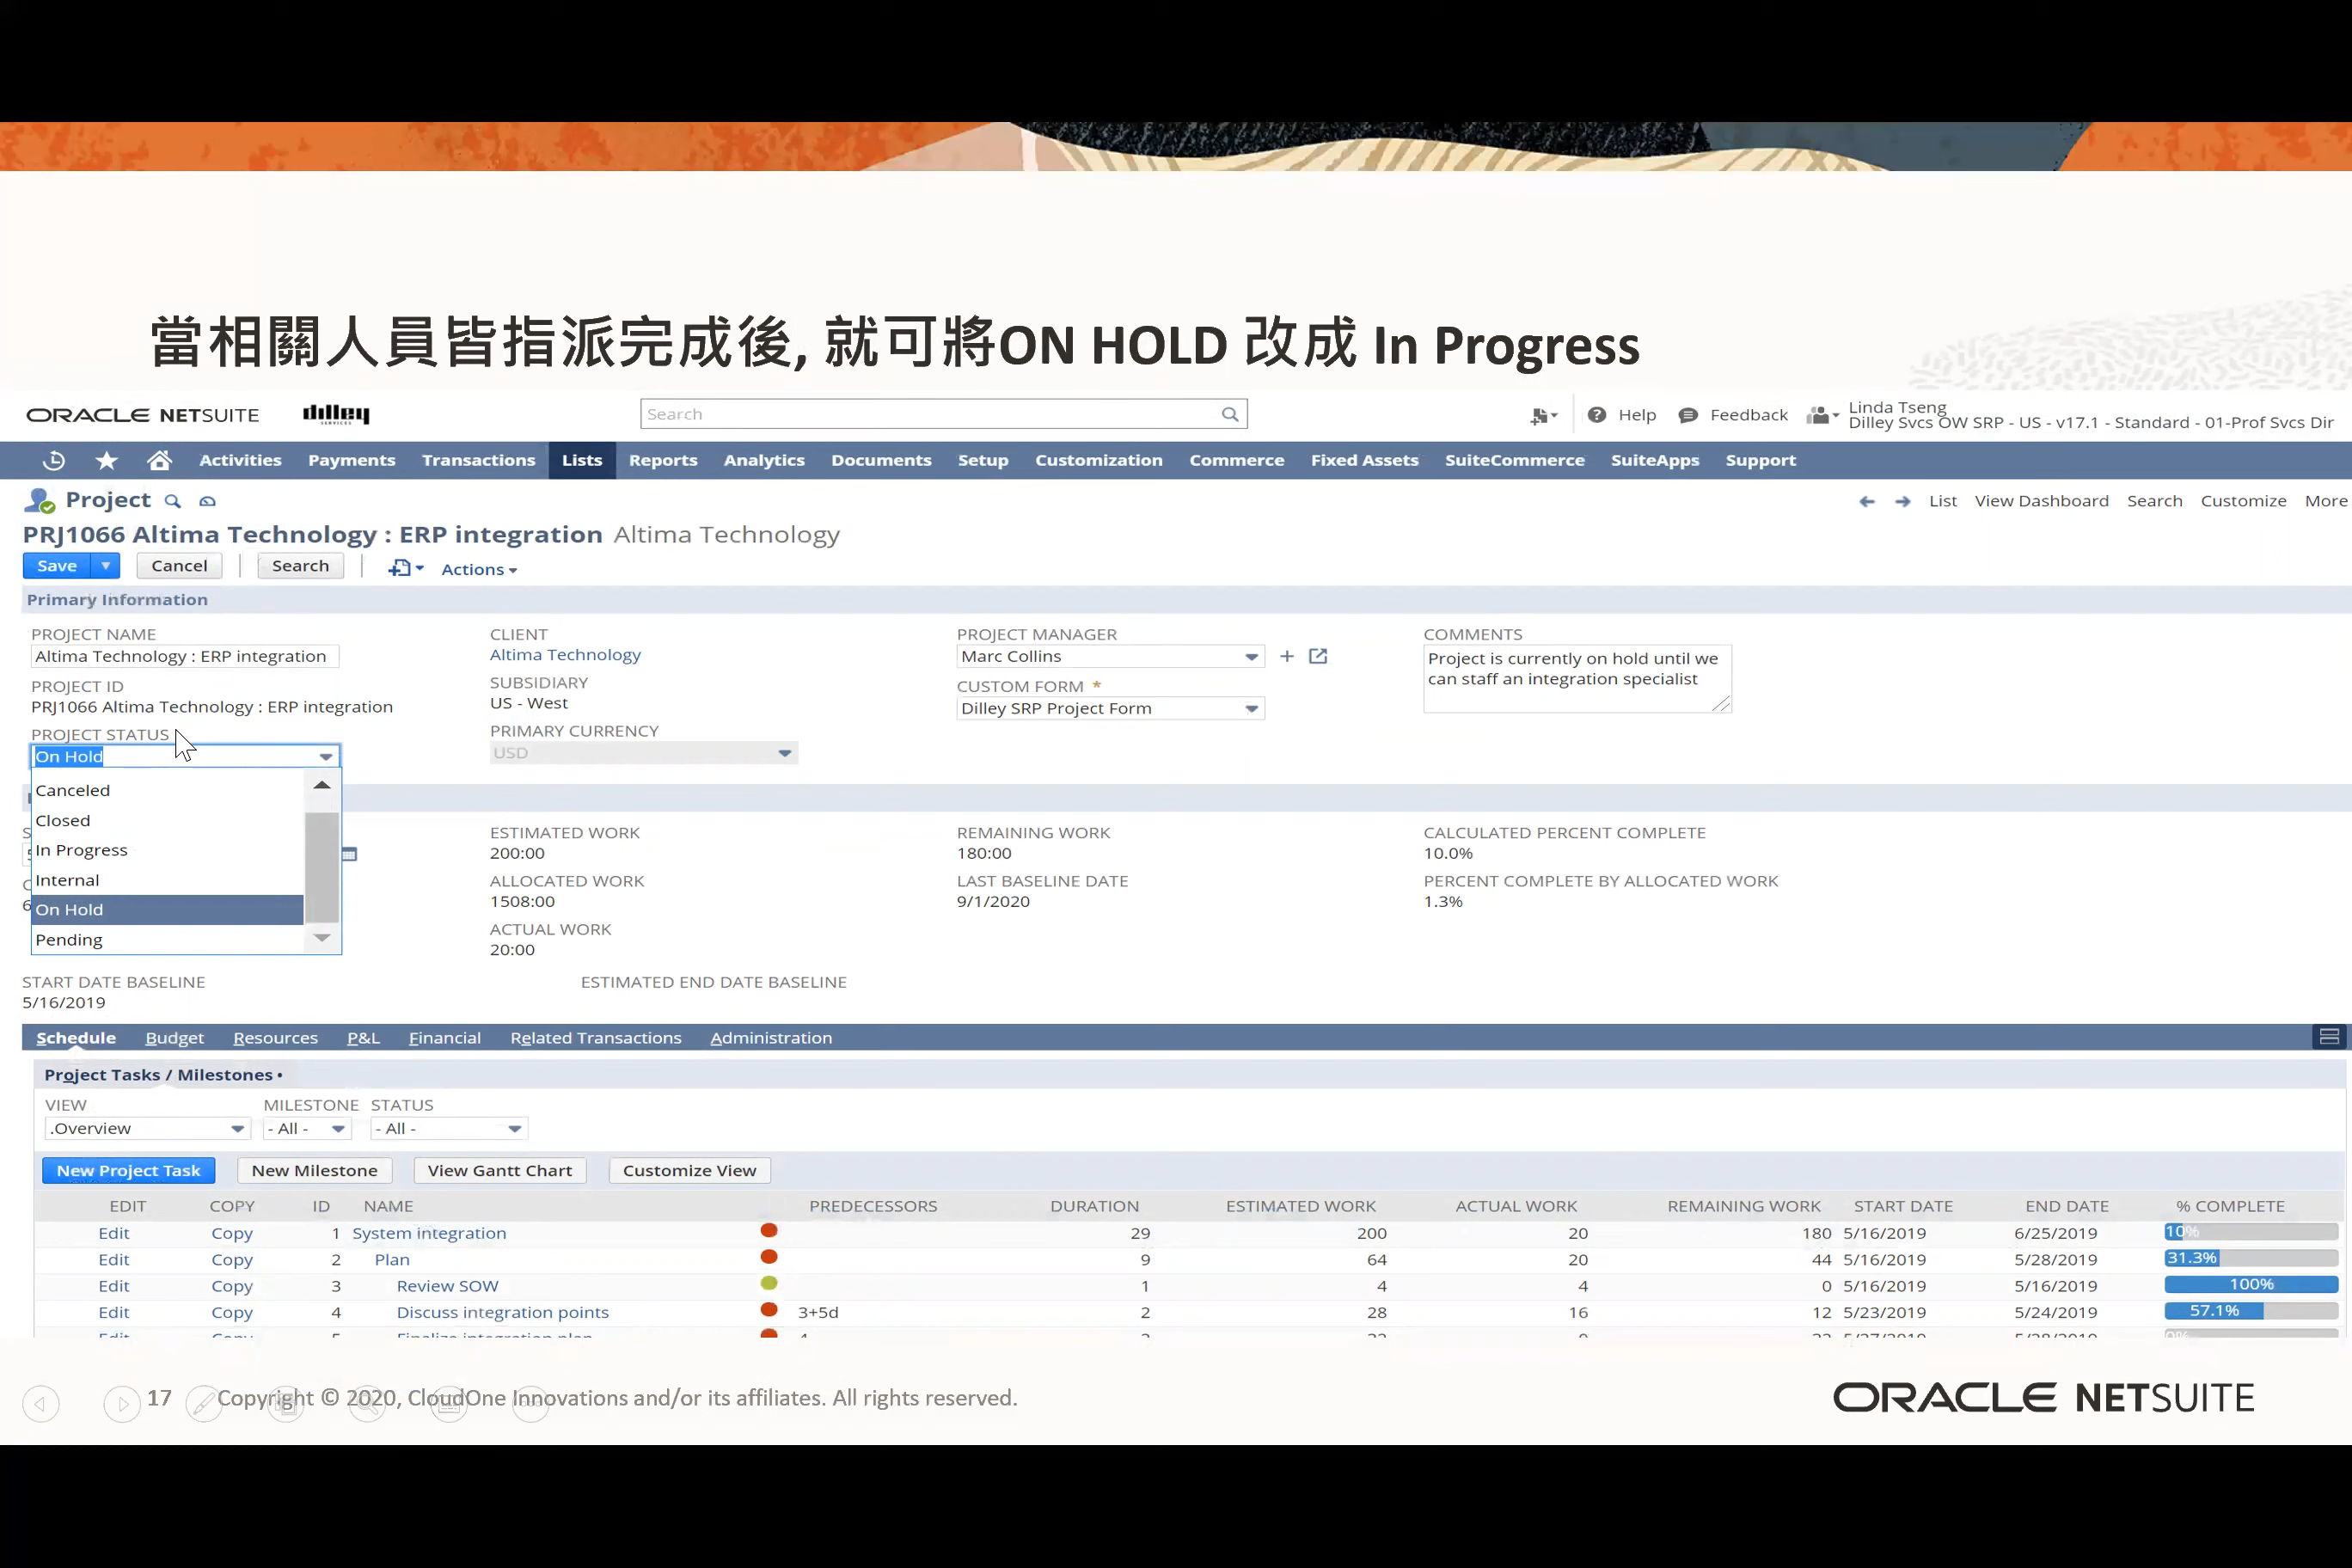 當相關人員皆指派完成後, 就可將ON HOLD 改成 In Progress
ORACLE NETSUITE dilley SERVICES Search Help Feedback Linda Tseng
Dilley Svcs OW SRP - US - v17.1 - Standard - 01-Prof Svcs Dir
Activities Payments Transactions Lists Reports Analytics Documents Setup Customization Commerce Fixed Assets SuiteCommerce SuiteApps Support
Project List View Dashboard Search Customize More
PRJ1066 Altima Technology : ERP integration Altima Technology
Save Cancel Search Actions
Primary Information
PROJECT NAME CLIENT PROJECT MANAGER COMMENTS
Altima Technology : ERP integration Altima Technology Marc Collins Project is currently on hold until we
can staff an integration specialist
PROJECT ID SUBSIDIARY CUSTOM FORM *
PRJ1066 Altima Technology : ERP integration US - West Dilley SRP Project Form
PROJECT STATUS PRIMARY CURRENCY
On Hold USD
Canceled
Closed ESTIMATED WORK REMAINING WORK CALCULATED PERCENT COMPLETE
In Progress 200:00 180:00 10.0%
Internal ALLOCATED WORK LAST BASELINE DATE PERCENT COMPLETE BY ALLOCATED WORK
On Hold 1508:00 9/1/2020 1.3%
Pending ACTUAL WORK
20:00
START DATE BASELINE ESTIMATED END DATE BASELINE
5/16/2019
Schedule Budget Resources P&L Financial Related Transactions Administration
Project Tasks / Milestones •
VIEW MILESTONE STATUS
.Overview - All - - All -
New Project Task New Milestone View Gantt Chart Customize View
EDIT COPY ID NAME PREDECESSORS DURATION ESTIMATED WORK ACTUAL WORK REMAINING WORK START DATE END DATE % COMPLETE
Edit Copy 1 System integration 29 200 20 180 5/16/2019 6/25/2019 10%
Edit Copy 2 Plan 9 64 20 44 5/16/2019 5/28/2019 31.3%
Edit Copy 3 Review SOW 1 4 4 0 5/16/2019 5/16/2019 100%
Edit Copy 4 Discuss integration points 3+5d 2 28 16 12 5/23/2019 5/24/2019 57.1%
17 Copyright © 2020, CloudOne Innovations and/or its affiliates. All rights reserved. ORACLE NETSUITE